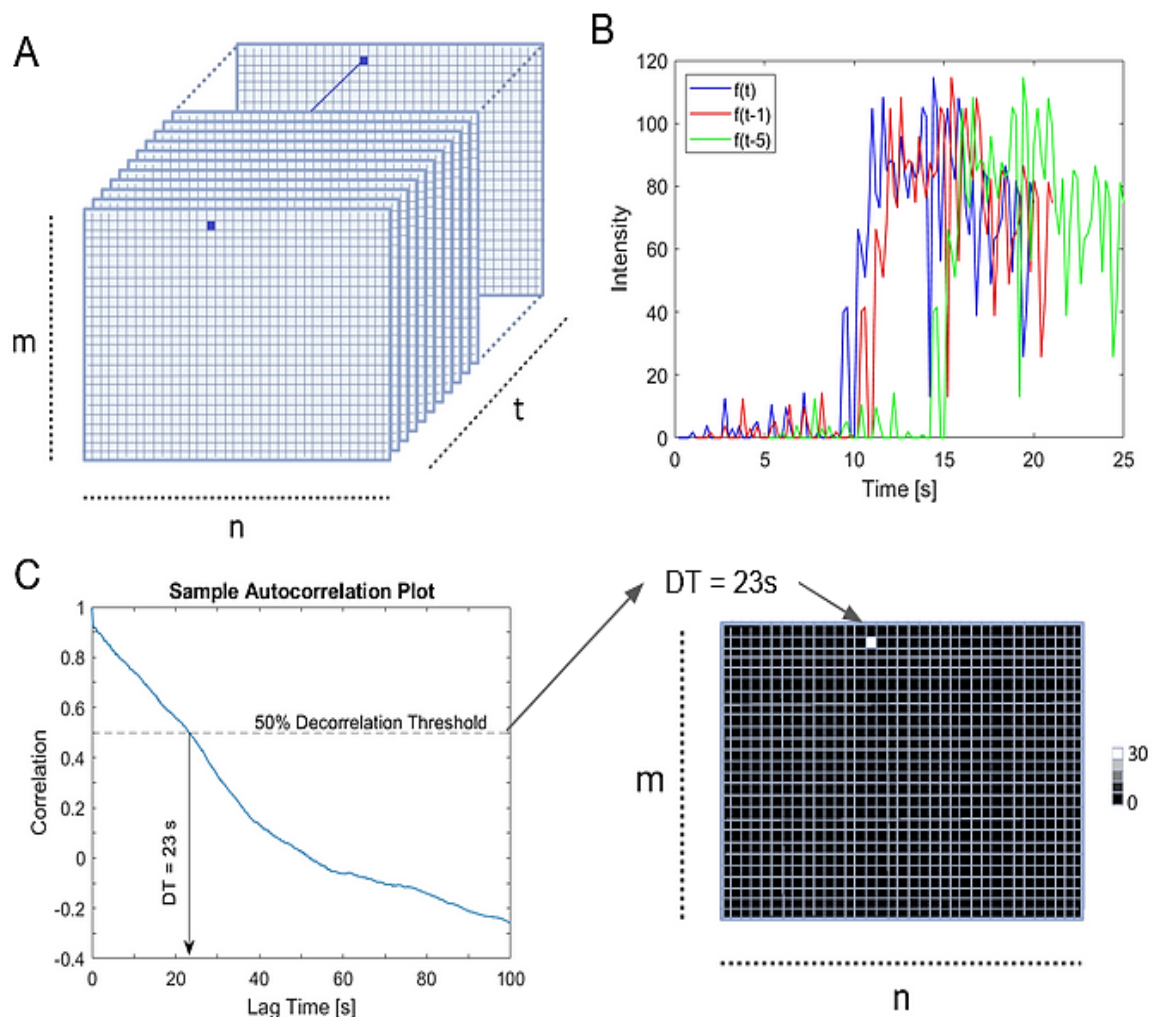 A
m
n
t
B
120
100
80
60
40
20
0
Intensity
f(t)
f(t-1)
f(t-5)
0
5
10
15
20
25
Time [s]
C
Sample Autocorrelation Plot
1
0.8
0.6
0.4
0.2
0
-0.2
-0.4
Correlation
50% Decorrelation Threshold
DT = 23 s
0
20
40
60
80
100
Lag Time [s]
DT = 23s
m
n
30
0